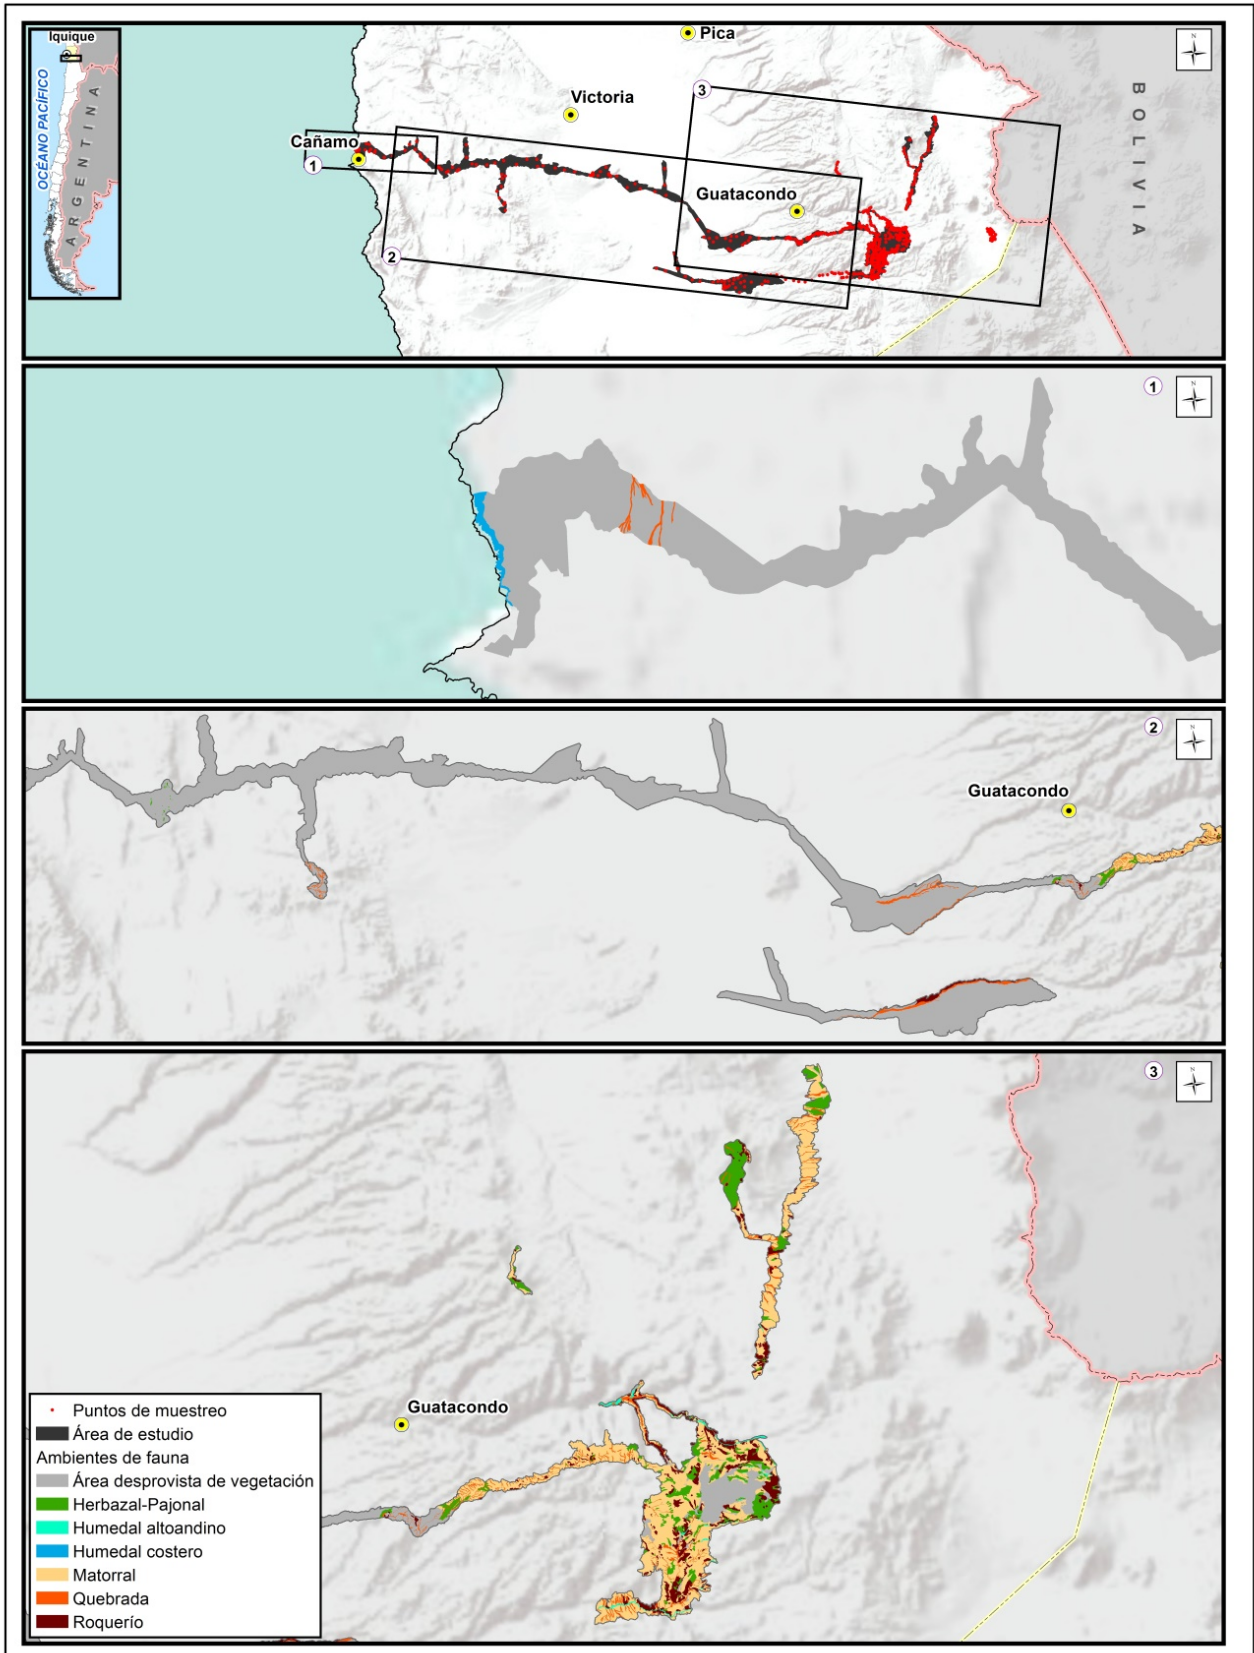 Iquique
OCÉANO PACÍFICO
ARGENTINA
Pica
N
BOLIVIA
Victoria
3
Cañamo
1
Guatacondo
2
1
N
2
N
Guatacondo
3
N
Guatacondo
Puntos de muestreo
Área de estudio
Ambientes de fauna
Área desprovista de vegetación
Herbazal-Pajonal
Humedal altoandino
Humedal costero
Matorral
Quebrada
Roquerío